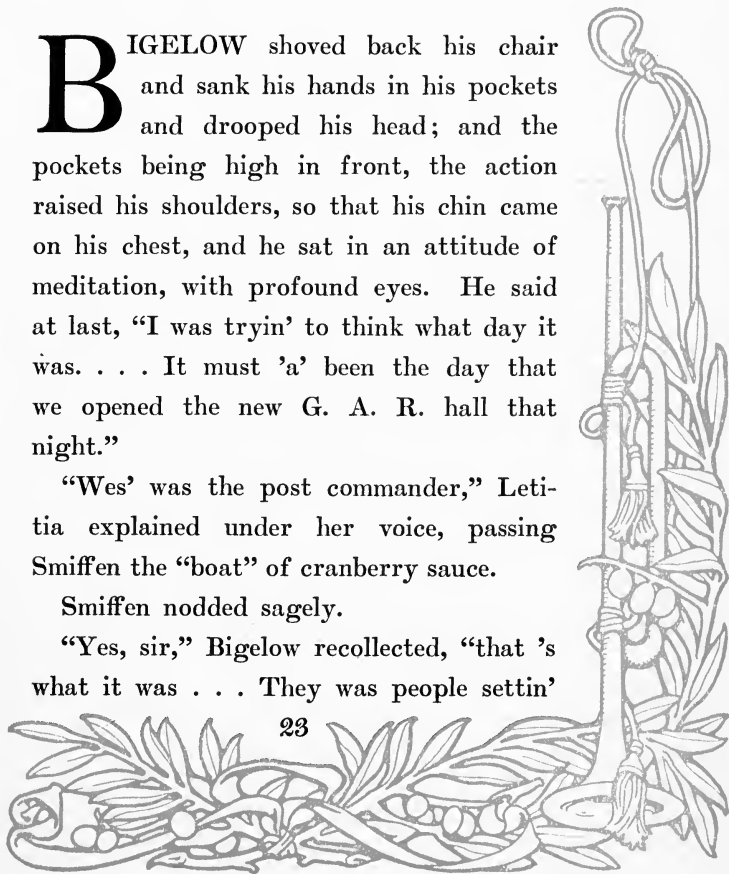 BIGELOW shoved back his chair
and sank his hands in his pockets
and drooped his head; and the
pockets being high in front, the action
raised his shoulders, so that his chin came
on his chest, and he sat in an attitude of
meditation, with profound eyes. He said
at last, “I was tryin’ to think what day it
was. . . . It must ’a’ been the day that
we opened the new G. A. R. hall that
night.”
“Wes’ was the post commander,” Leti-
tia explained under her voice, passing
Smiffen the “boat” of cranberry sauce.
Smiffen nodded sagely.
“Yes, sir,” Bigelow recollected, “that ’s
what it was . . . They was people settin’
23